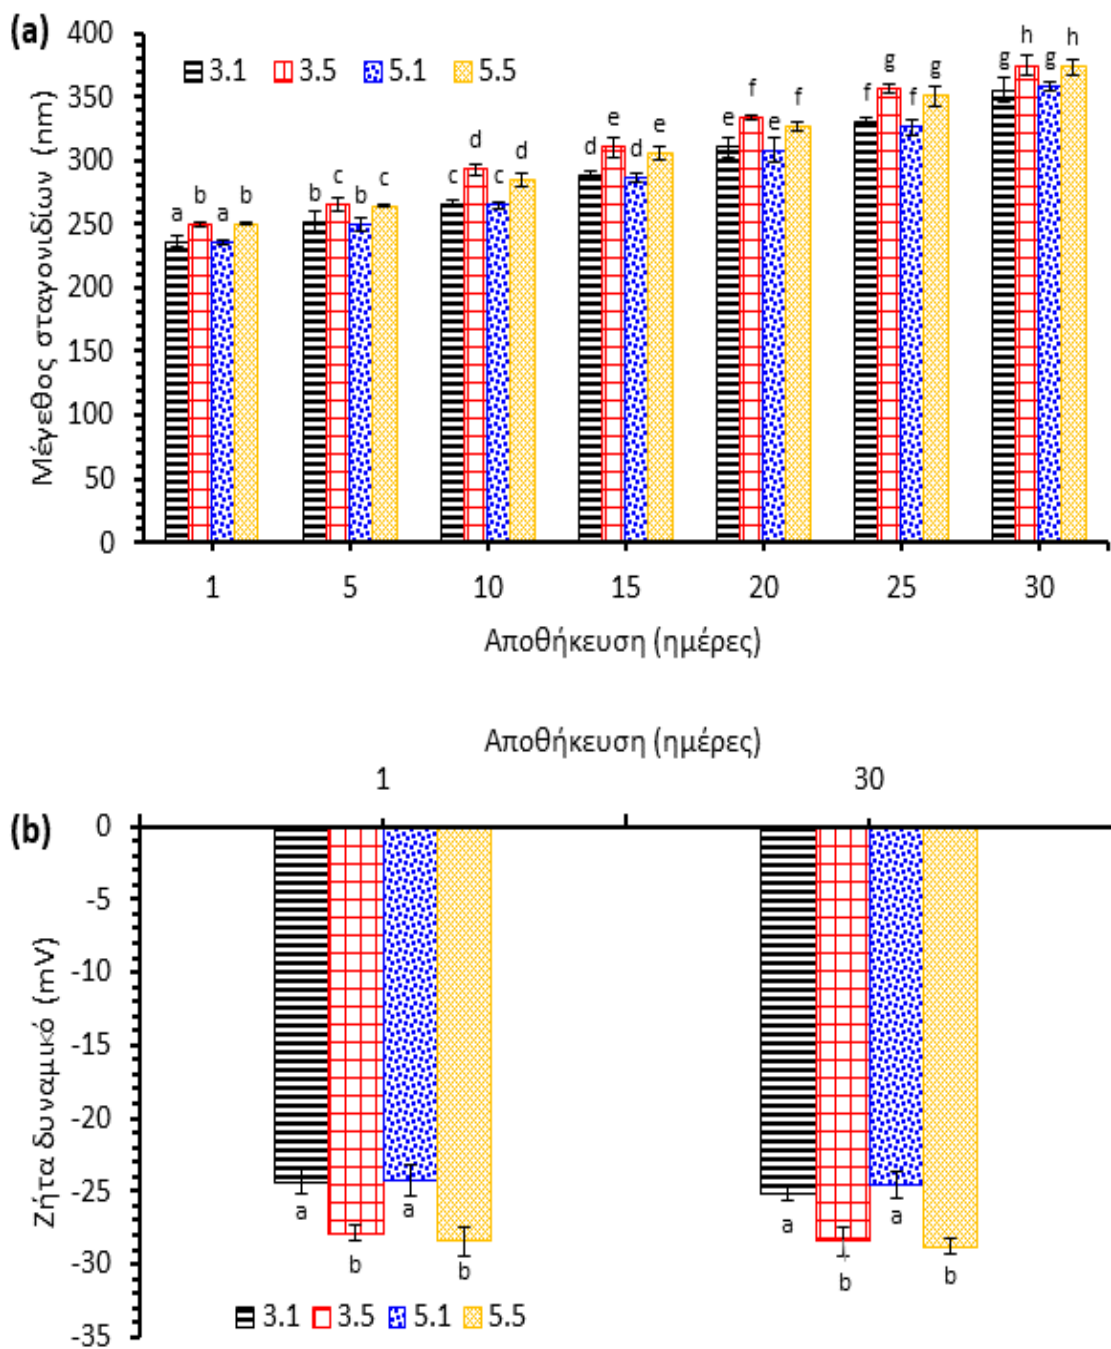 (a)
Μέγεθος σταγονιδίων (nm)
400
350
300
250
200
150
100
50
0
3.1 3.5 5.1 5.5
a b a b
b c b c
c d c d
d e d e
e f e f
f g f g
g h g h
1 5 10 15 20 25 30
Αποθήκευση (ημέρες)
Αποθήκευση (ημέρες)
1 30
(b)
Ζήτα δυναμικό (mV)
0
-5
-10
-15
-20
-25
-30
-35
a b a b
a b a b
3.1 3.5 5.1 5.5